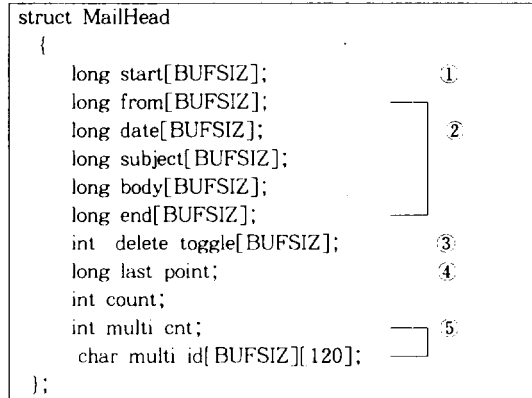 struct MailHead
{
long start[BUFSIZ]; ①
long from[BUFSIZ];
long date[BUFSIZ]; ②
long subject[BUFSIZ];
long body[BUFSIZ];
long end[BUFSIZ];
int delete toggle[BUFSIZ]; ③
long last point; ④
int count;
int multi cnt; ⑤
char multi id[BUFSIZ][120];
};